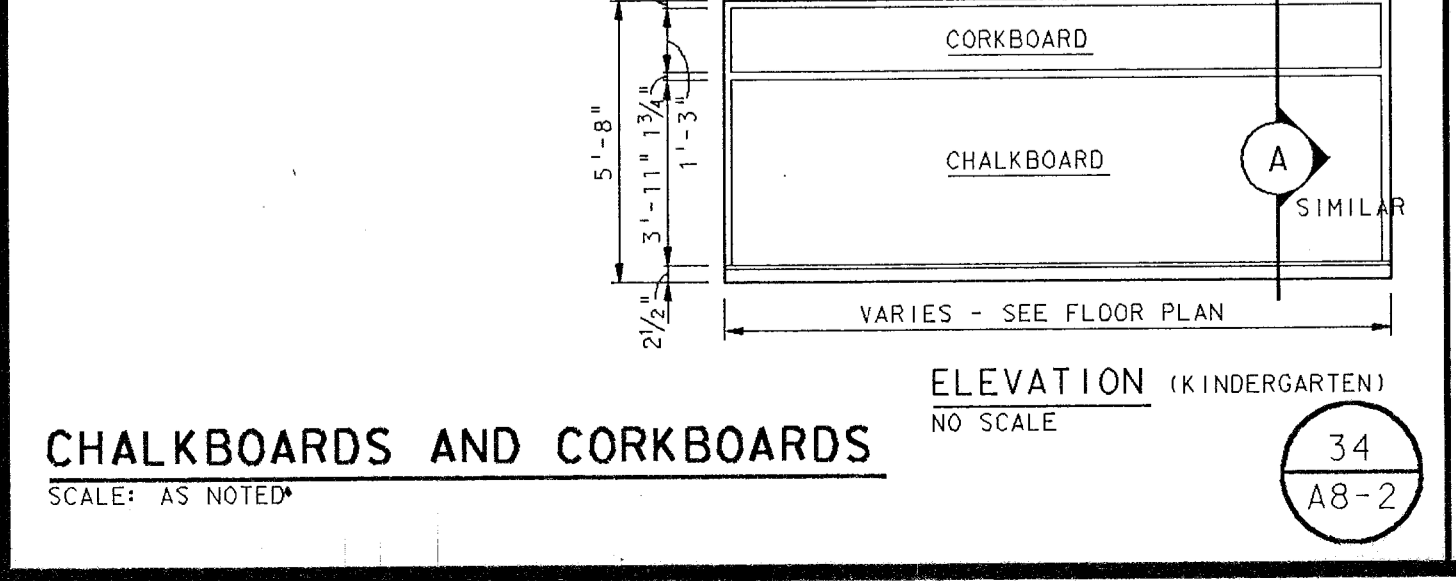 CORKBOARD
5'-8"
3'-11"
1¾"
1'-3"
CHALKBOARD
A
SIMILAR
2½"
VARIES - SEE FLOOR PLAN
ELEVATION (KINDERGARTEN)
NO SCALE
CHALKBOARDS AND CORKBOARDS
SCALE: AS NOTED
34
A8-2